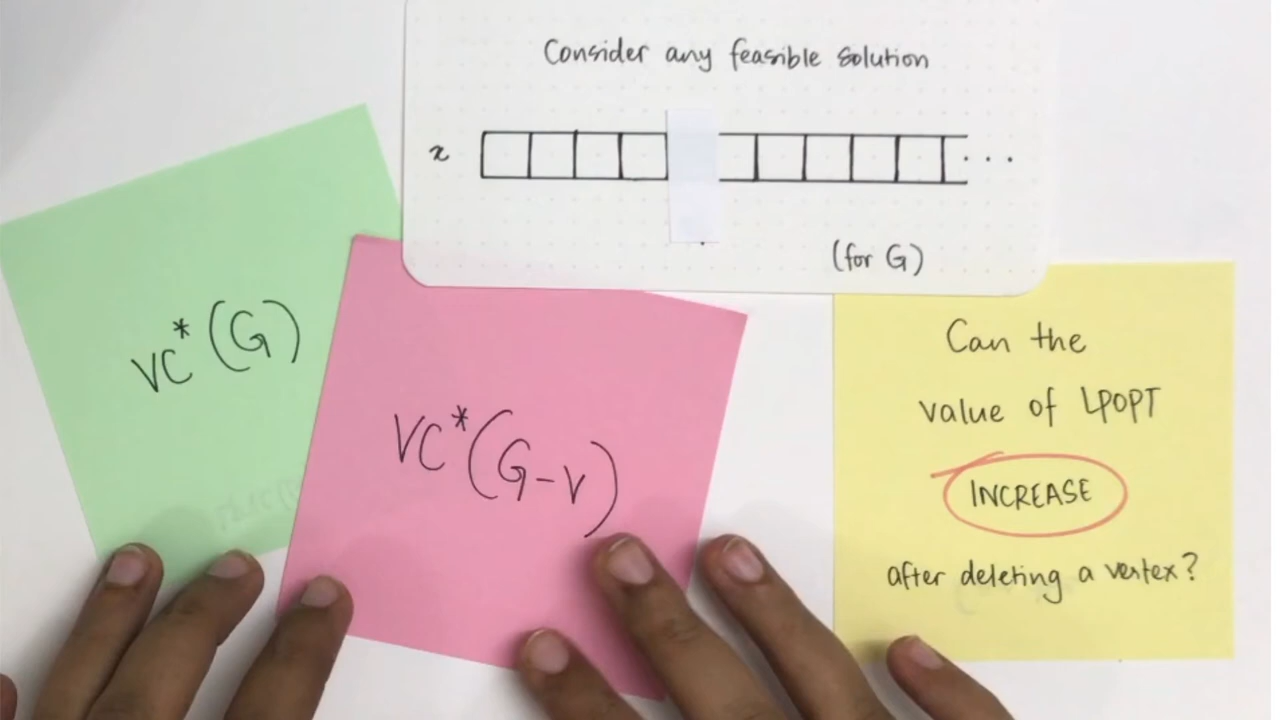 Consider any feasible solution
x
...
(for G)
VC*(G)
VC*(G-v)
Can the
value of LPOPT
INCREASE
after deleting a vertex?